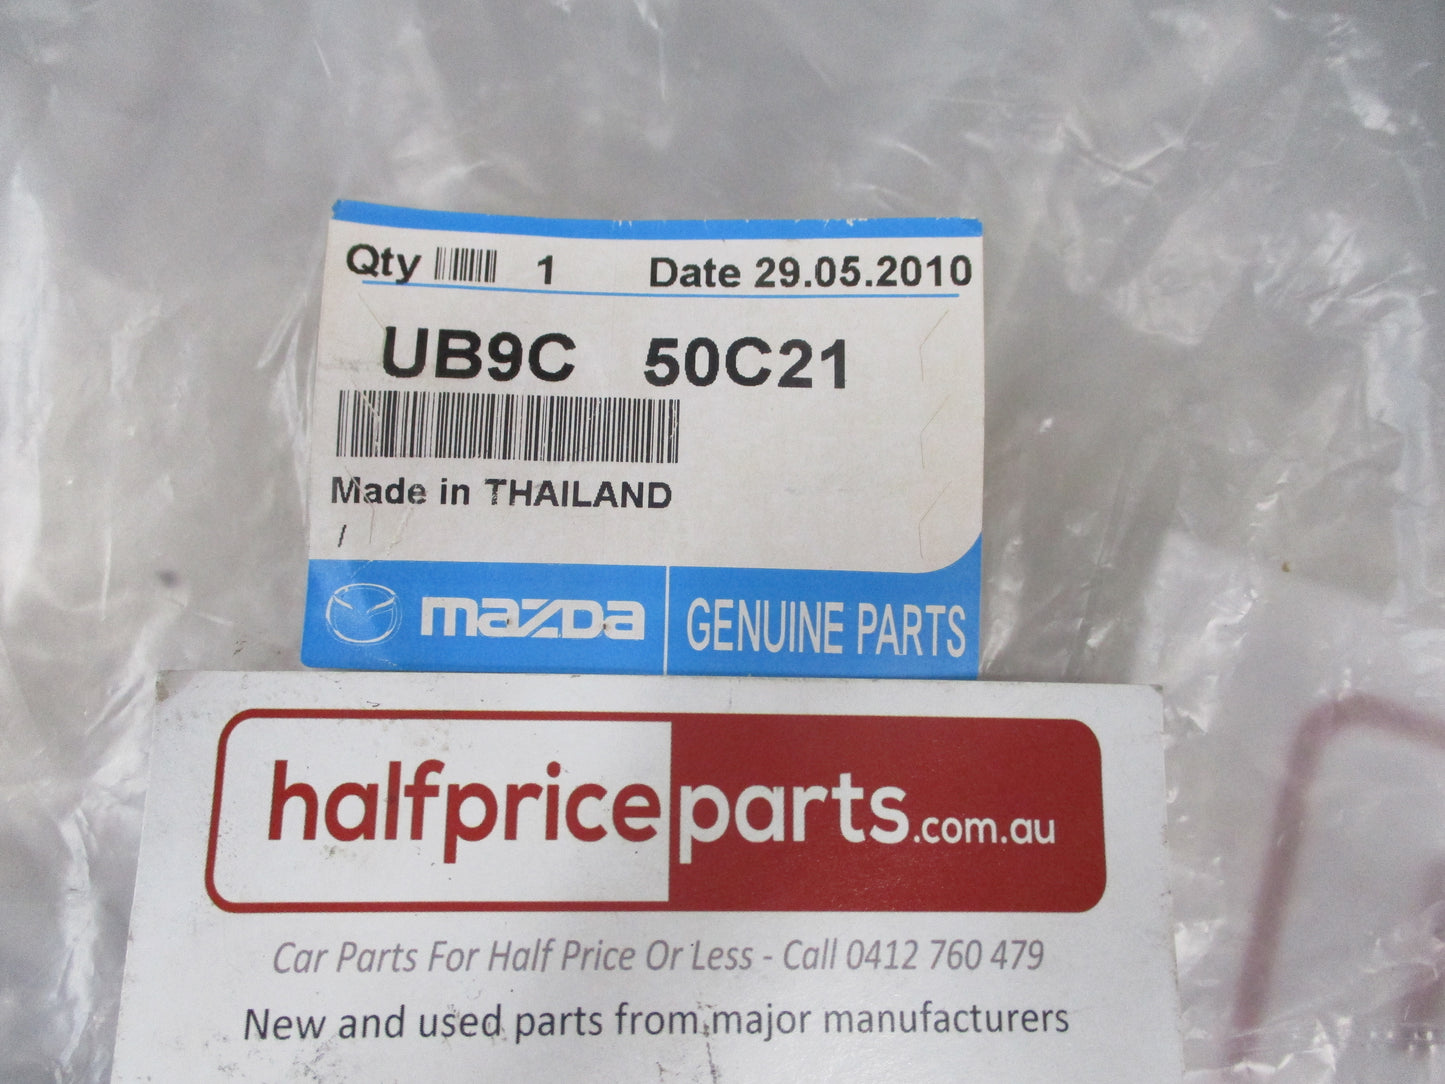 Qty 1 Date 29.05.2010
UB9C 50C21
Made in THAILAND
/
mazda GENUINE PARTS
halfpriceparts.com.au
Car Parts For Half Price Or Less - Call 0412 760 479
New and used parts from major manufacturers